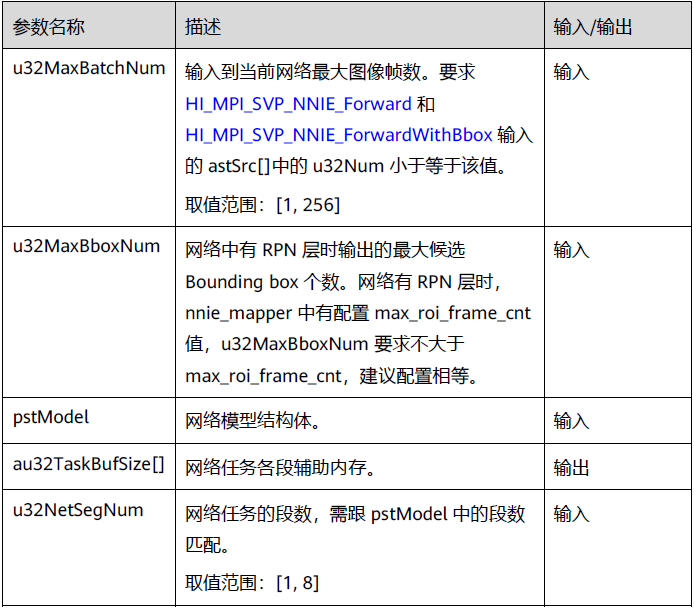 参数名称 描述 输入/输出
u32MaxBatchNum 输入到当前网络最大图像帧数。要求 输入
HI_MPI_SVP_NNIE_Forward 和
HI_MPI_SVP_NNIE_ForwardWithBbox 输入
的 astSrc[]中的 u32Num 小于等于该值。
取值范围：[1, 256]
u32MaxBboxNum 网络中有 RPN 层时输出的最大候选 输入
Bounding box 个数。网络有 RPN 层时，
nnie_mapper 中有配置 max_roi_frame_cnt
值，u32MaxBboxNum 要求不大于
max_roi_frame_cnt，建议配置相等。
pstModel 网络模型结构体。 输入
au32TaskBufSize[] 网络任务各段辅助内存。 输出
u32NetSegNum 网络任务的段数，需跟 pstModel 中的段数 输入
匹配。
取值范围：[1, 8]